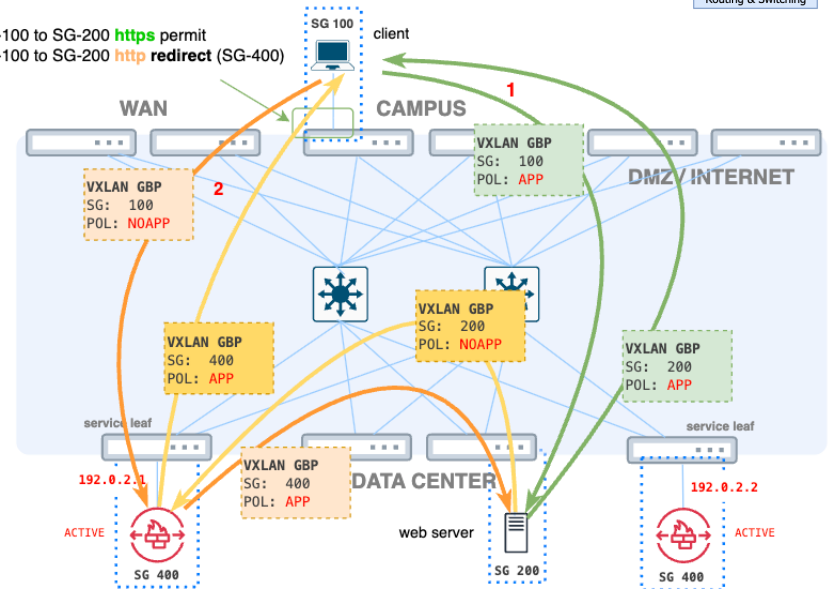 Routing & Switching
SG 100
client
-100 to SG-200 https permit
-100 to SG-200 http redirect (SG-400)
WAN
CAMPUS
1
VXLAN GBP
SG: 100
POL: APP
DMZ / INTERNET
VXLAN GBP
SG: 100
POL: NOAPP
2
VXLAN GBP
SG: 200
POL: NOAPP
VXLAN GBP
SG: 400
POL: APP
VXLAN GBP
SG: 200
POL: APP
service leaf
service leaf
VXLAN GBP
SG: 400
POL: APP
DATA CENTER
192.0.2.1
192.0.2.2
ACTIVE
web server
ACTIVE
SG 400
SG 200
SG 400